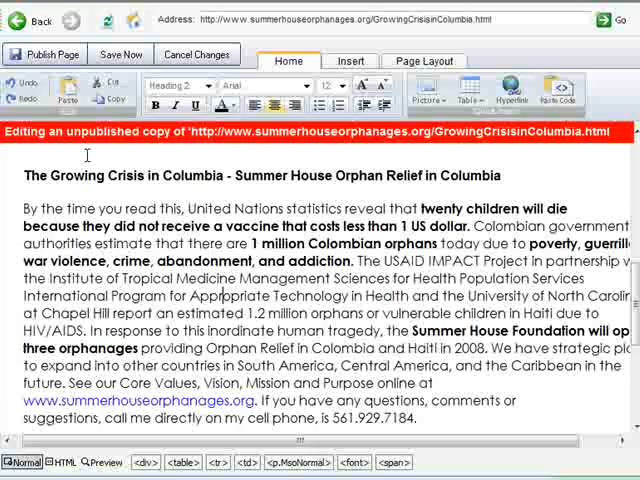 Back Address: http://www.summerhouseorphanages.org/GrowingCrisisinColumbia.html Go
Publish Page Save Now Cancel Changes Home Insert Page Layout
Undo Redo Paste Cut Copy Heading 2 Arial 12 A A
B I U A Picture Table Hyperlink Source Code
Editing an unpublished copy of 'http://www.summerhouseorphanages.org/GrowingCrisisinColumbia.html
The Growing Crisis in Columbia - Summer House Orphan Relief in Columbia
By the time you read this, United Nations statistics reveal that twenty children will die
because they did not receive a vaccine that costs less than 1 US dollar. Colombian government
authorities estimate that there are 1 million Colombian orphans today due to poverty, guerrille
war violence, crime, abandonment, and addiction. The USAID IMPACT Project in partnership w
the Institute of Tropical Medicine Management Sciences for Health Population Services
International Program for Appropriate Technology in Health and the University of North Carolin
at Chapel Hill report an estimated 1.2 million orphans or vulnerable children in Haiti due to
HIV/AIDS. In response to this inordinate human tragedy, the Summer House Foundation will op
three orphanages providing Orphan Relief in Colombia and Haiti in 2008. We have strategic pla
to expand into other countries in South America, Central America, and the Caribbean in the
future. See our Core Values, Vision, Mission and Purpose online at
www.summerhouseorphanages.org. If you have any questions, comments or
suggestions, call me directly on my cell phone, is 561.929.7184.
Normal HTML Preview <div> <table> <tr> <td> <p.MsoNormal> <font> <span>